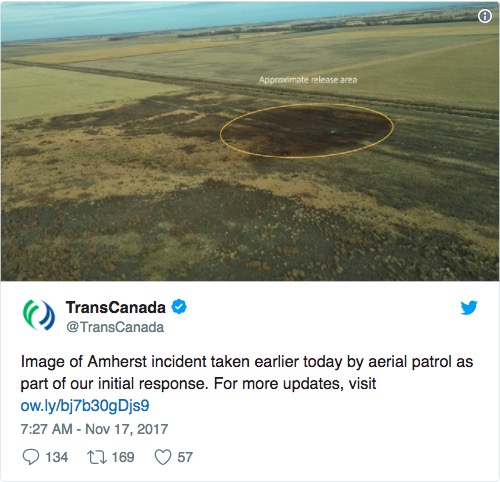 Approximate release area
TransCanada
@TransCanada
Image of Amherst incident taken earlier today by aerial patrol as
part of our initial response. For more updates, visit
ow.ly/bj7b30gDjs9
7:27 AM - Nov 17, 2017
134 169 57